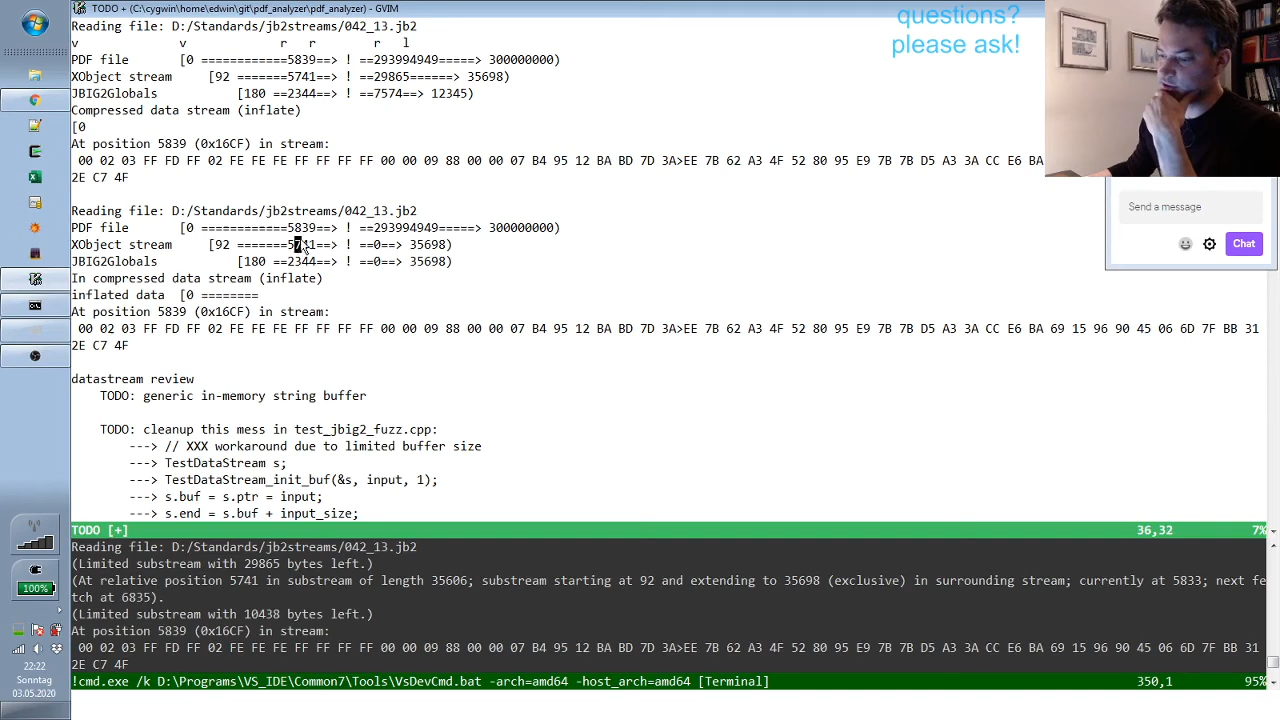 TODO + (C:\cygwin\home\edwin\git\pdf_analyzer\pdf_analyzer) - GVIM
questions?
please ask!
Reading file: D:/Standards/jb2streams/042_13.jb2
v v r r r l
PDF file [0 ============5839==> ! ==293994949=====> 300000000)
XObject stream [92 =======5741==> ! ==29865======> 35698)
JBIG2Globals [180 ==2344==> ! ==7574==> 12345)
Compressed data stream (inflate)
[0
At position 5839 (0x16CF) in stream:
00 02 03 FF FD FF 02 FE FE FE FF FF FF FF 00 00 09 88 00 00 07 B4 95 12 BA BD 7D 3A>EE 7B 62 A3 4F 52 80 95 E9 7B 7B D5 A3 3A CC E6 BA
2E C7 4F
Send a message
Chat
Reading file: D:/Standards/jb2streams/042_13.jb2
PDF file [0 ============5839==> ! ==293994949=====> 300000000)
XObject stream [92 =======5741==> ! ==0==> 35698)
JBIG2Globals [180 ==2344==> ! ==0==> 35698)
In compressed data stream (inflate)
inflated data [0 ========
At position 5839 (0x16CF) in stream:
00 02 03 FF FD FF 02 FE FE FE FF FF FF FF 00 00 09 88 00 00 07 B4 95 12 BA BD 7D 3A>EE 7B 62 A3 4F 52 80 95 E9 7B 7B D5 A3 3A CC E6 BA 69 15 96 90 45 06 6D 7F BB 31
2E C7 4F
datastream review
TODO: generic in-memory string buffer
TODO: cleanup this mess in test_jbig2_fuzz.cpp:
---> // XXX workaround due to limited buffer size
---> TestDataStream s;
---> TestDataStream_init_buf(&s, input, 1);
---> s.buf = s.ptr = input;
---> s.end = s.buf + input_size;
TODO [+] 36,32 7%
Reading file: D:/Standards/jb2streams/042_13.jb2
(Limited substream with 29865 bytes left.)
(At relative position 5741 in substream of length 35606; substream starting at 92 and extending to 35698 (exclusive) in surrounding stream; currently at 5833; next fe
tch at 6835).
(Limited substream with 10438 bytes left.)
At position 5839 (0x16CF) in stream:
00 02 03 FF FD FF 02 FE FE FE FF FF FF FF 00 00 09 88 00 00 07 B4 95 12 BA BD 7D 3A>EE 7B 62 A3 4F 52 80 95 E9 7B 7B D5 A3 3A CC E6 BA 69 15 96 90 45 06 6D 7F BB 31
2E C7 4F
!cmd.exe /k D:\Programs\VS_IDE\Common7\Tools\VsDevCmd.bat -arch=amd64 -host_arch=amd64 [Terminal] 350,1 95%
100%
22:22
Sonntag
03.05.2020